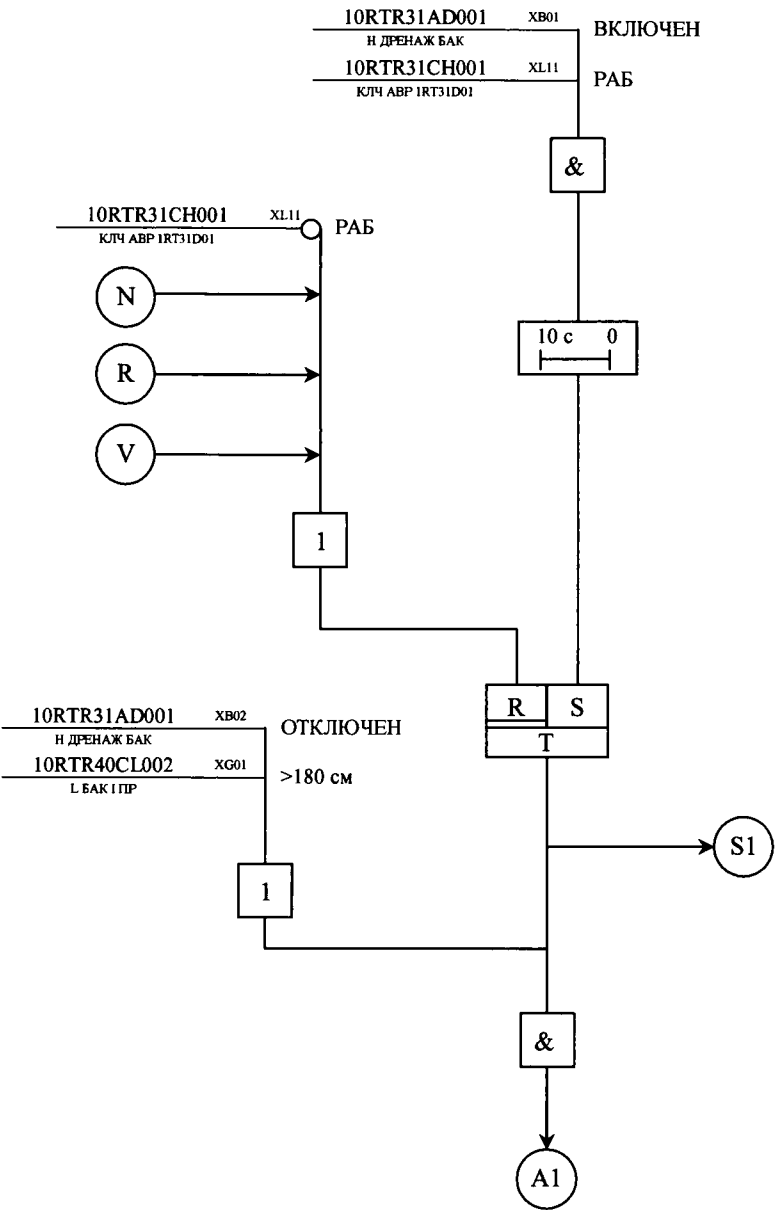 10RTR31AD001 XB01 ВКЛЮЧЕН
Н ДРЕНАЖ БАК
10RTR31CH001 XL11 РАБ
КЛЧ АВР 1RT31D01
&
10RTR31CH001 XL11 РАБ
КЛЧ АВР 1RT31D01
N
10 с 0
R
V
1
R S
T
10RTR31AD001 XB02 ОТКЛЮЧЕН
Н ДРЕНАЖ БАК
10RTR40CL002 XG01 >180 см
L БАК I ПР
S1
1
&
A1